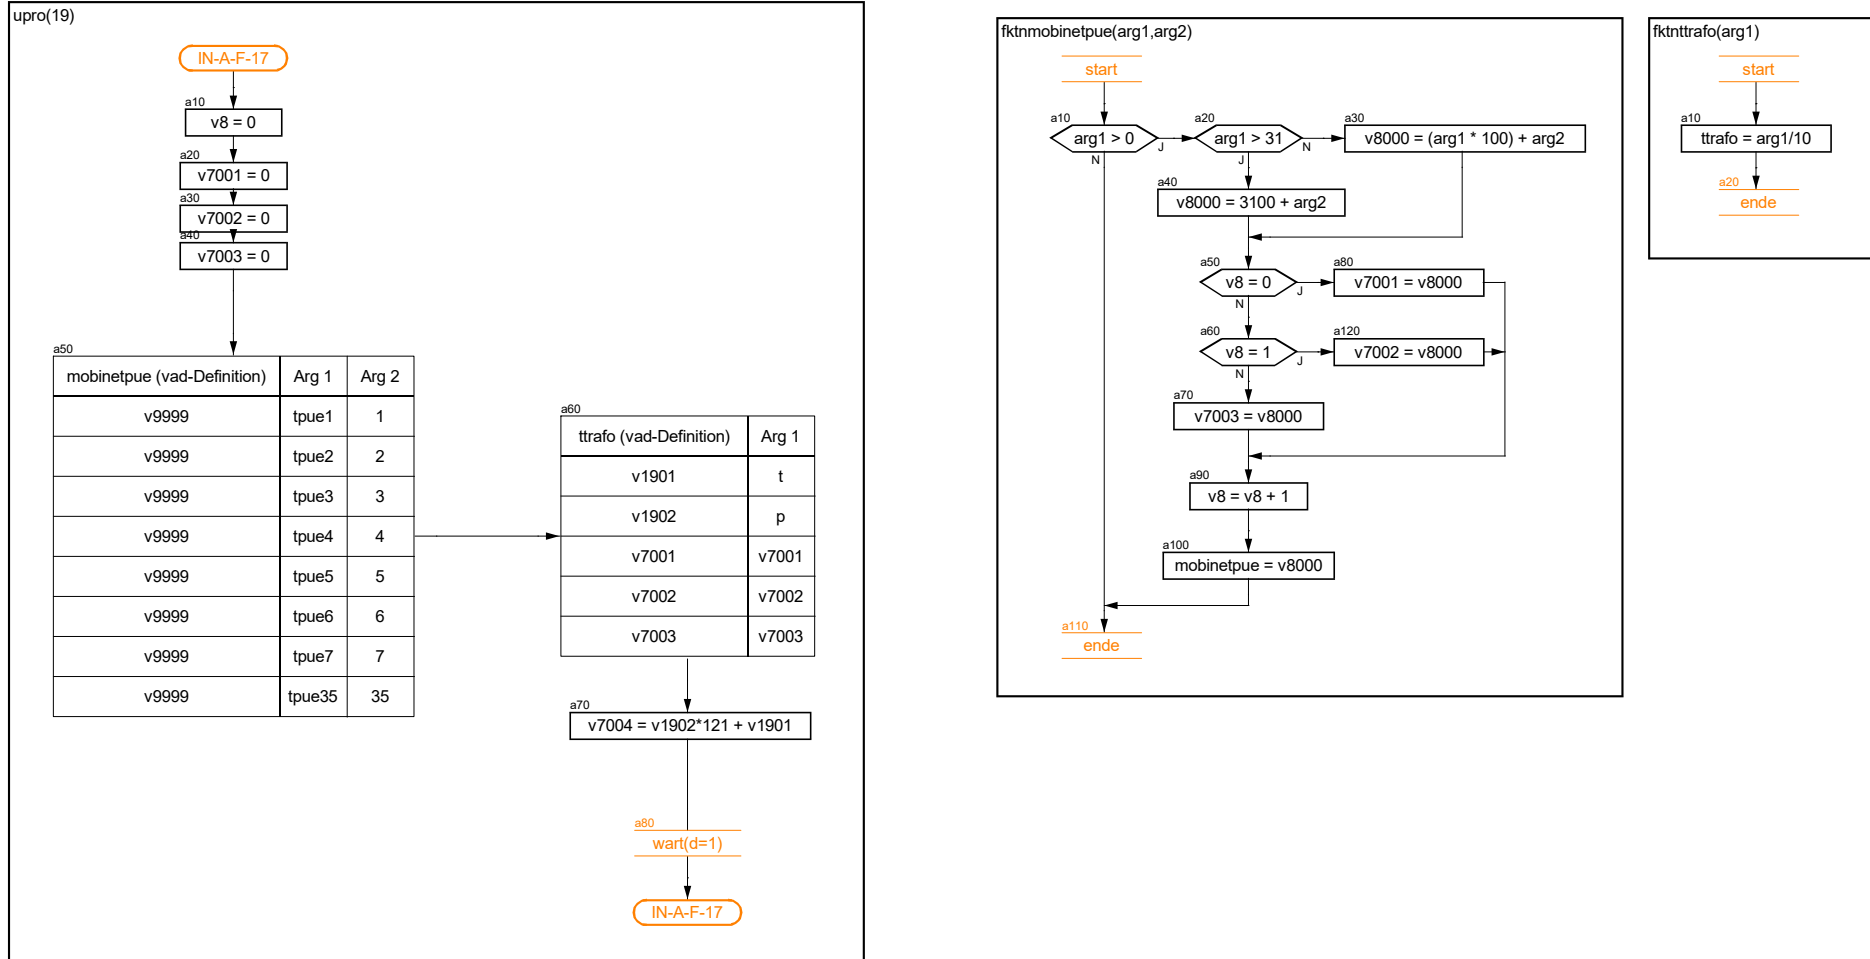 upro(19)
IN-A-F-17
a10
v8 = 0
a20
v7001 = 0
a30
v7002 = 0
a40
v7003 = 0
a50
mobinetpue (vad-Definition) Arg 1 Arg 2
v9999 tpue1 1
v9999 tpue2 2
v9999 tpue3 3
v9999 tpue4 4
v9999 tpue5 5
v9999 tpue6 6
v9999 tpue7 7
v9999 tpue35 35
a60
ttrafo (vad-Definition) Arg 1
v1901 t
v1902 p
v7001 v7001
v7002 v7002
v7003 v7003
a70
v7004 = v1902*121 + v1901
a80
wart(d=1)
IN-A-F-17
fktnmobinetpue(arg1,arg2)
start
a10
arg1 > 0
J
N
a20
arg1 > 31
N
J
a30
v8000 = (arg1 * 100) + arg2
a40
v8000 = 3100 + arg2
a50
v8 = 0
J
N
a80
v7001 = v8000
a60
v8 = 1
J
N
a120
v7002 = v8000
a70
v7003 = v8000
a90
v8 = v8 + 1
a100
mobinetpue = v8000
a110
ende
fktnttrafo(arg1)
start
a10
ttrafo = arg1/10
a20
ende